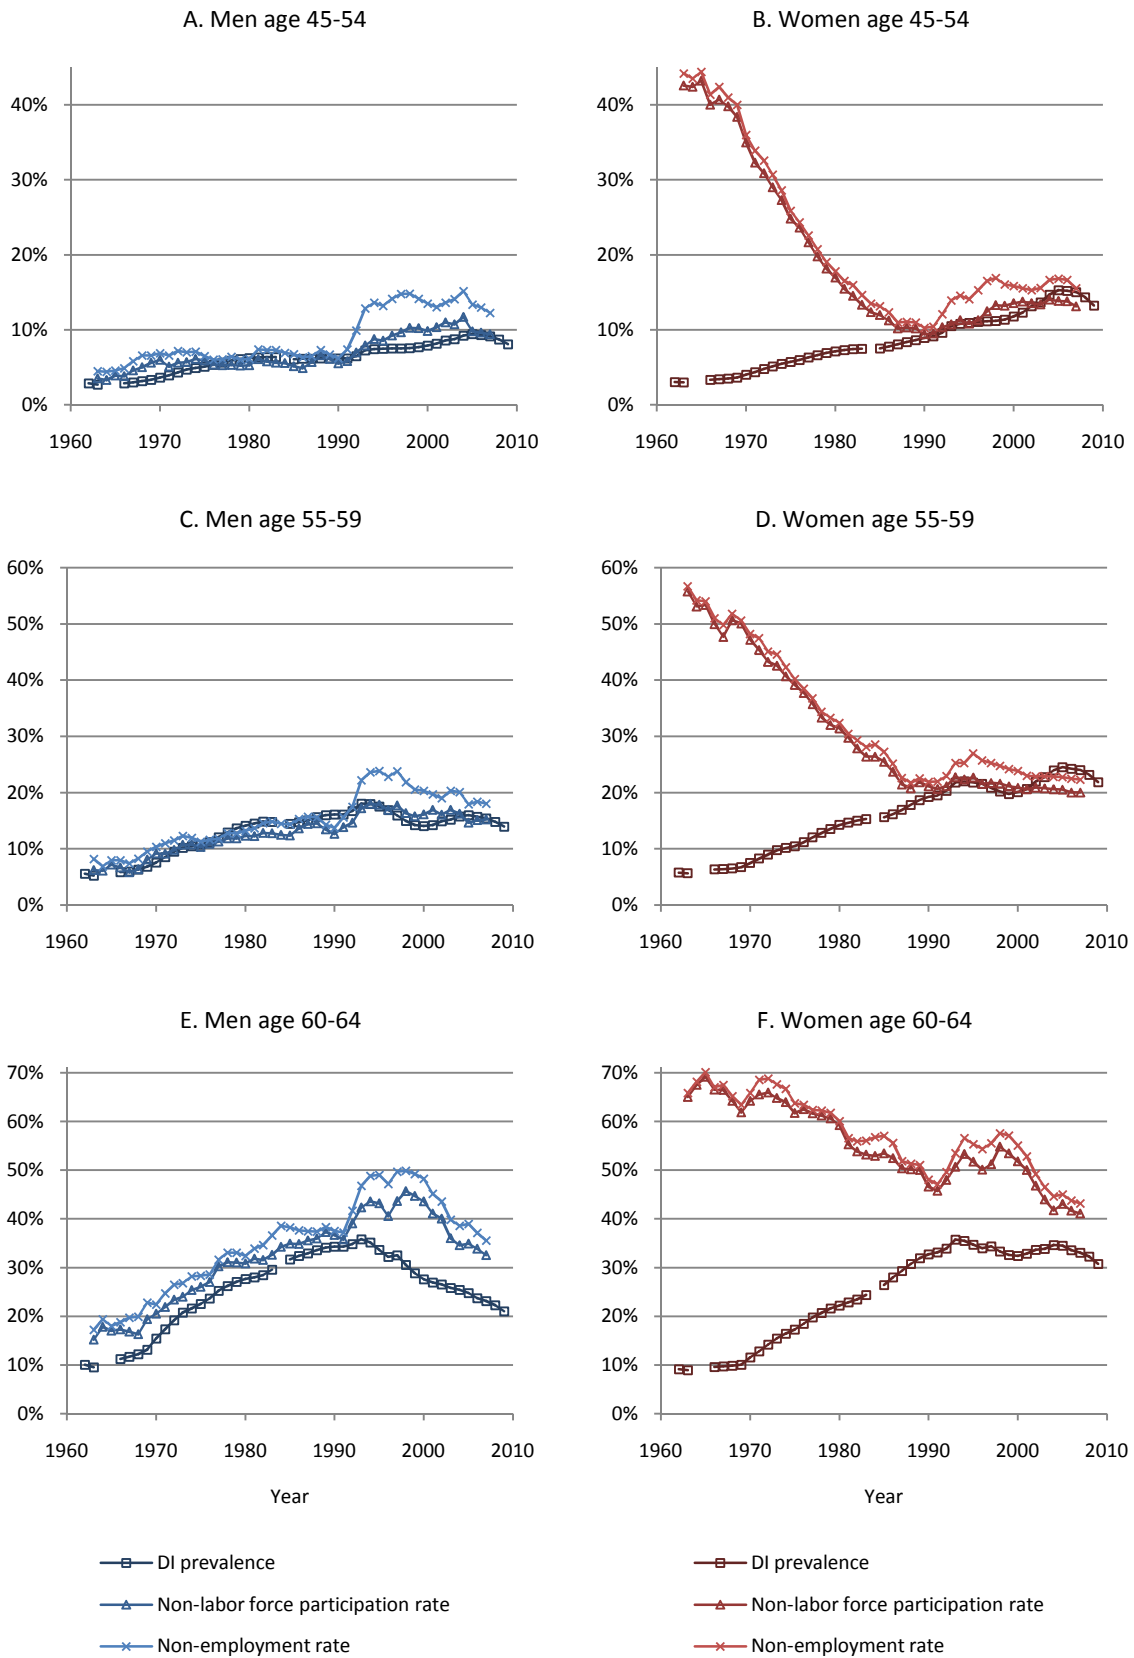 A. Men age 45-54
B. Women age 45-54
40%
30%
20%
10%
0%
1960 1970 1980 1990 2000 2010
40%
30%
20%
10%
0%
1960 1970 1980 1990 2000 2010
C. Men age 55-59
D. Women age 55-59
60%
50%
40%
30%
20%
10%
0%
1960 1970 1980 1990 2000 2010
60%
50%
40%
30%
20%
10%
0%
1960 1970 1980 1990 2000 2010
E. Men age 60-64
F. Women age 60-64
70%
60%
50%
40%
30%
20%
10%
0%
1960 1970 1980 1990 2000 2010
Year
70%
60%
50%
40%
30%
20%
10%
0%
1960 1970 1980 1990 2000 2010
Year
DI prevalence
Non-labor force participation rate
Non-employment rate
DI prevalence
Non-labor force participation rate
Non-employment rate